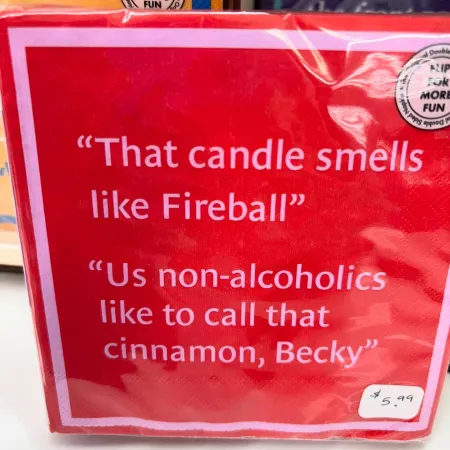 FUN
FLIP
FOR
MORE
FUN
“That candle smells
like Fireball”
“Us non-alcoholics
like to call that
cinnamon, Becky”
$5.99